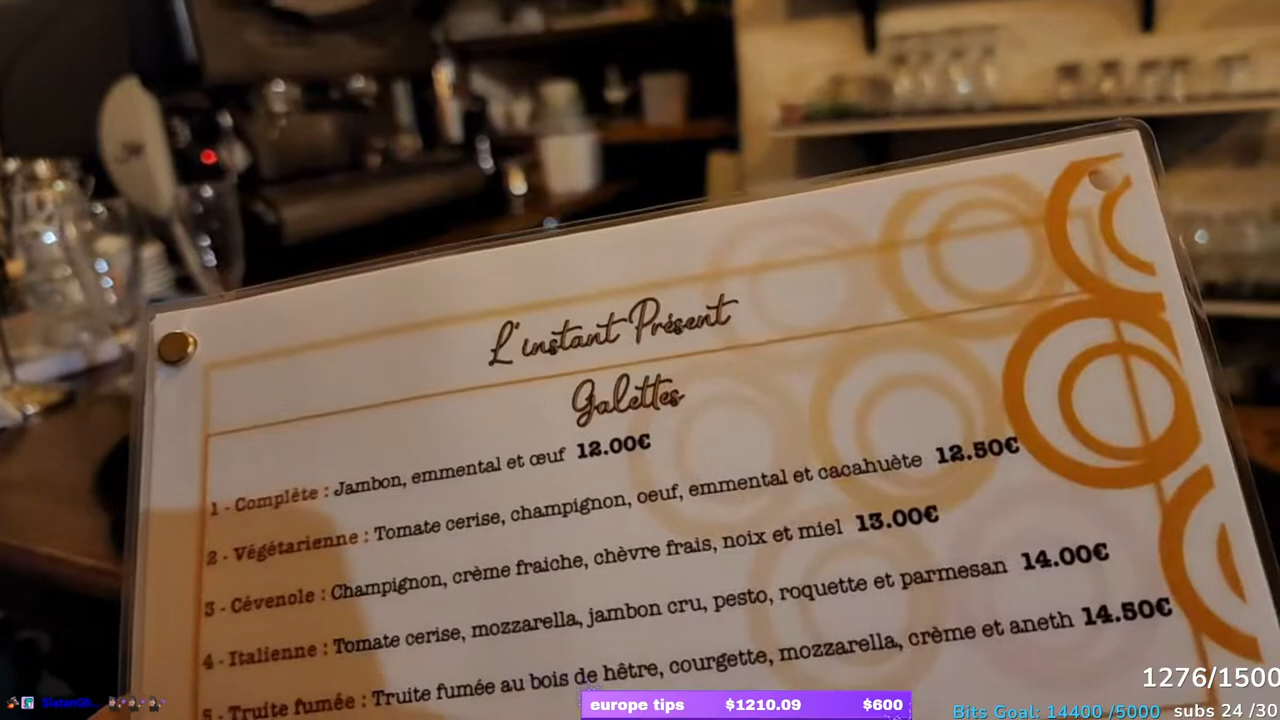 L'instant Présent
Galettes
1 - Complète : Jambon, emmental et œuf 12.00€
2 - Végétarienne : Tomate cerise, champignon, oeuf, emmental et cacahuète 12.50€
3 - Cévenole : Champignon, crème fraiche, chèvre frais, noix et miel 13.00€
4 - Italienne : Tomate cerise, mozzarella, jambon cru, pesto, roquette et parmesan 14.00€
5 - Truite fumée : Truite fumée au bois de hêtre, courgette, mozzarella, crème et aneth 14.50€
1276/1500
europe tips $1210.09 $600
Bits Goal: 14400 /5000 subs 24 /30